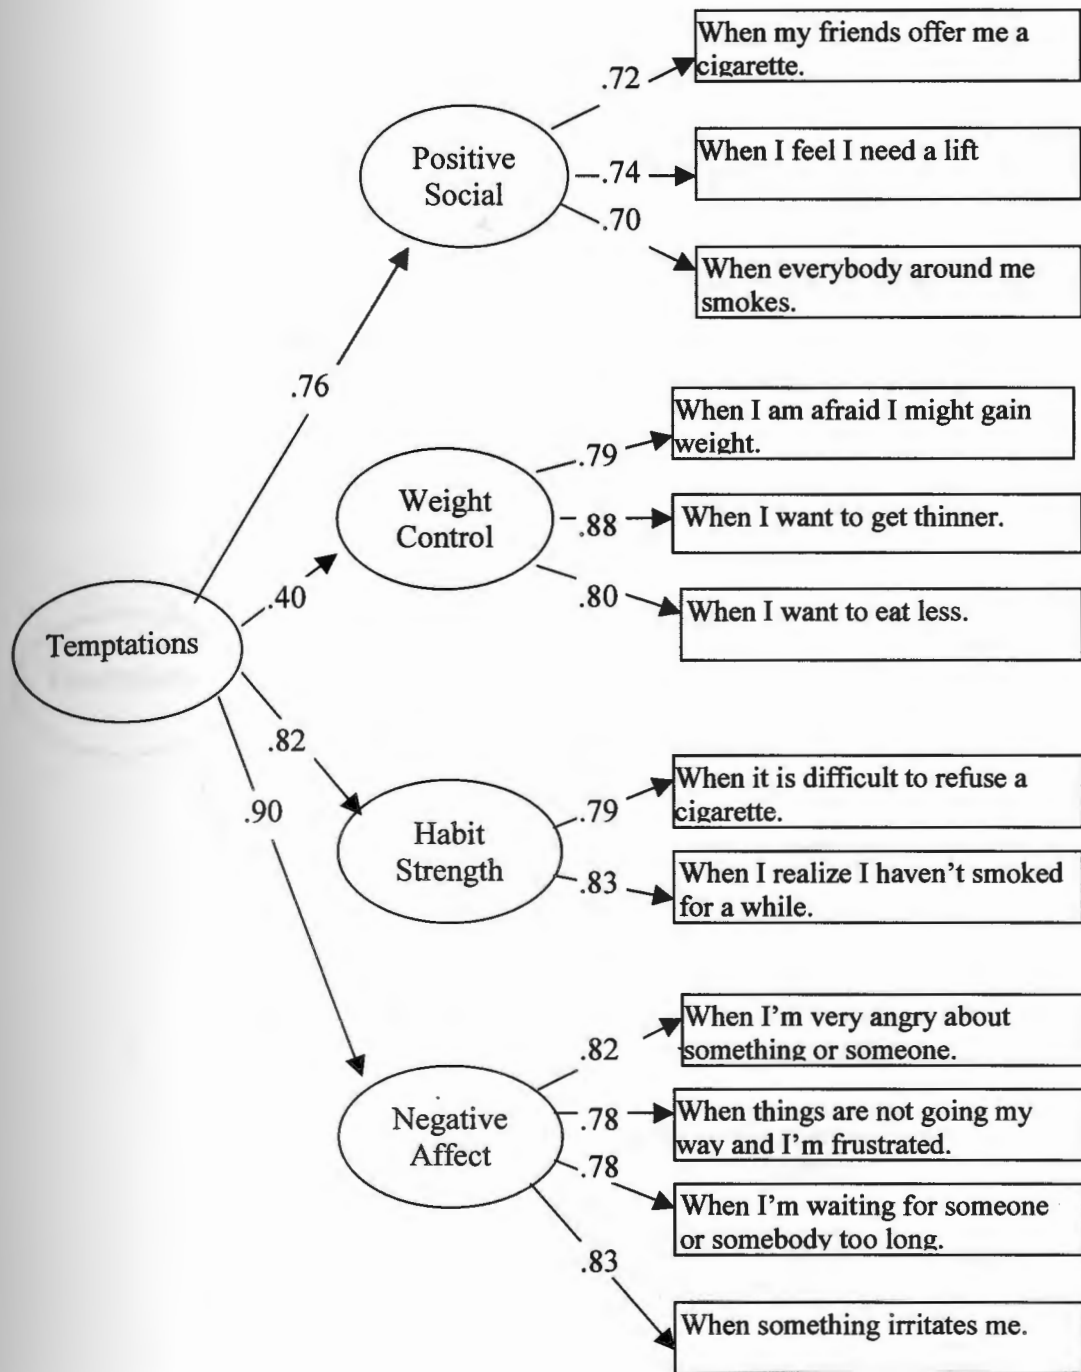 When my friends offer me a
cigarette.
.72
Positive
Social
.74
When I feel I need a lift
.70
When everybody around me
smokes.
.76
When I am afraid I might gain
weight.
.79
Weight
Control
.88
When I want to get thinner.
.40
.80
When I want to eat less.
Temptations
.82
When it is difficult to refuse a
cigarette.
.79
.90
Habit
Strength
.83
When I realize I haven't smoked
for a while.
When I'm very angry about
something or someone.
.82
Negative
Affect
.78
When things are not going my
way and I'm frustrated.
.78
When I'm waiting for someone
or somebody too long.
.83
When something irritates me.